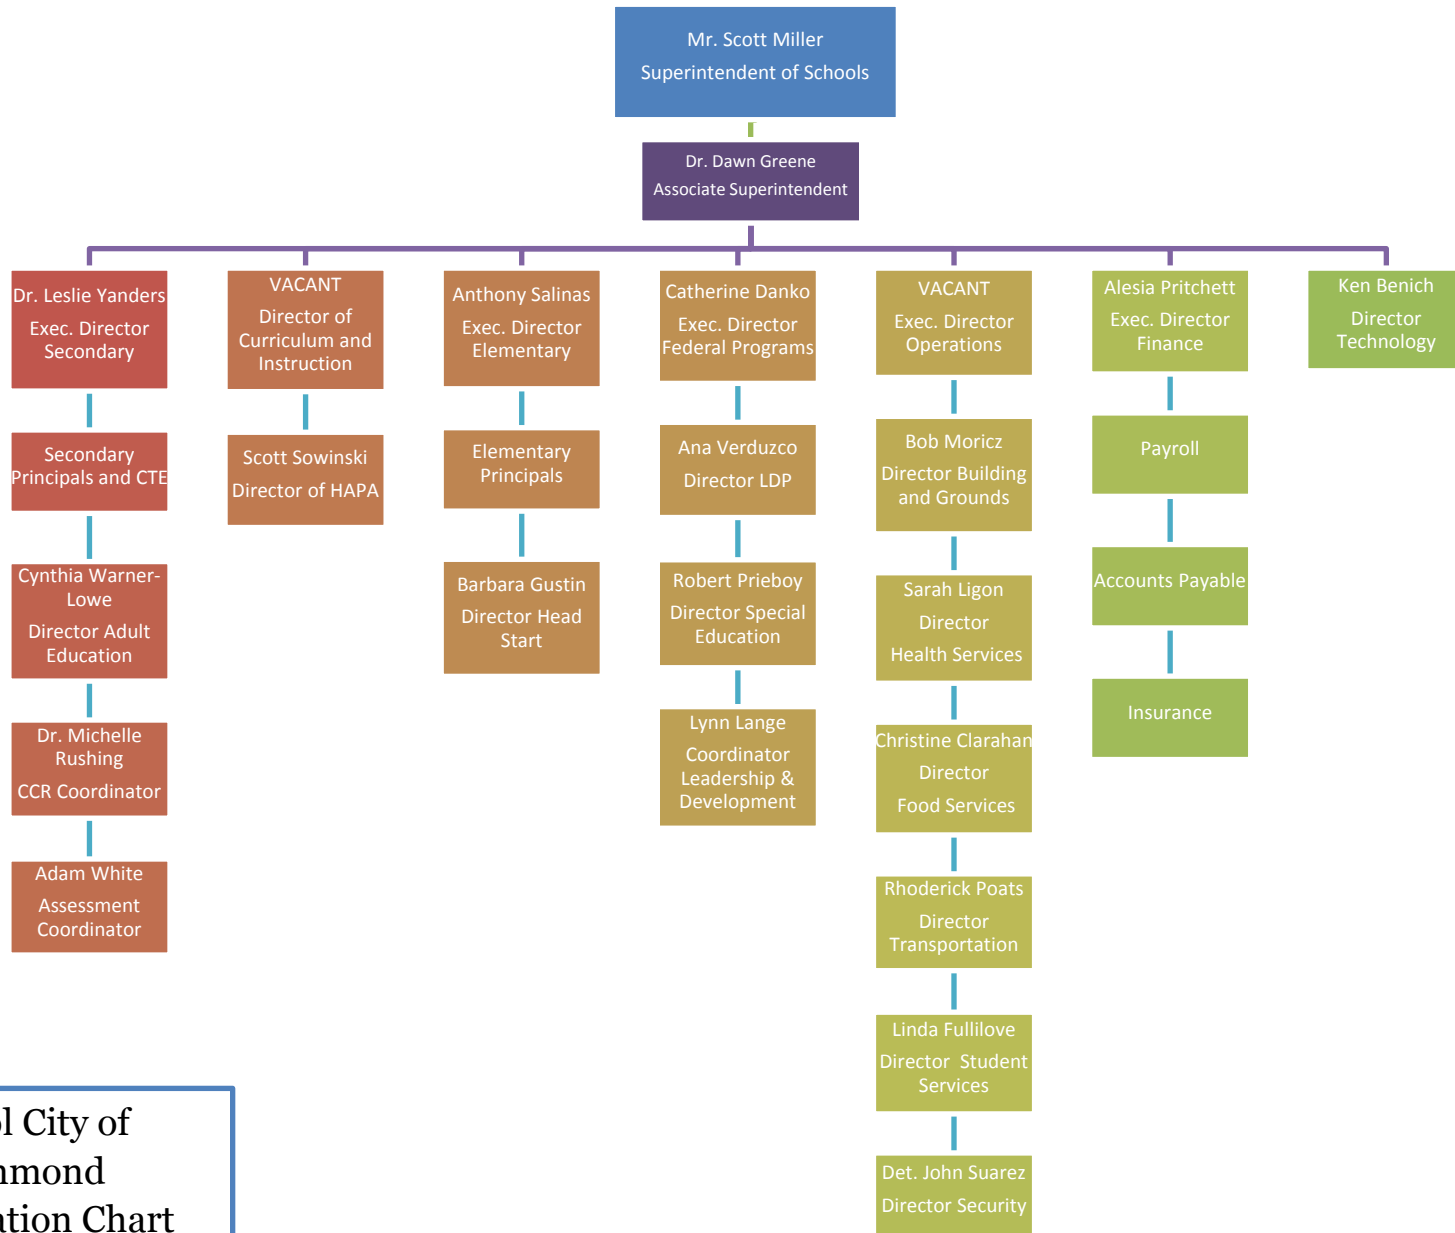 Mr. Scott Miller
Superintendent of Schools
Dr. Dawn Greene
Associate Superintendent
Dr. Leslie Yanders
Exec. Director
Secondary
Secondary
Principals and CTE
Cynthia Warner-
Lowe
Director Adult
Education
Dr. Michelle
Rushing
CCR Coordinator
Adam White
Assessment
Coordinator
VACANT
Director of
Curriculum and
Instruction
Scott Sowinski
Director of HAPA
Anthony Salinas
Exec. Director
Elementary
Elementary
Principals
Barbara Gustin
Director Head
Start
Catherine Danko
Exec. Director
Federal Programs
Ana Verduzco
Director LDP
Robert Prieboy
Director Special
Education
Lynn Lange
Coordinator
Leadership &
Development
VACANT
Exec. Director
Operations
Bob Moricz
Director Building
and Grounds
Sarah Ligon
Director
Health Services
Christine Clarahan
Director
Food Services
Rhoderick Poats
Director
Transportation
Linda Fullilove
Director  Student
Services
Det. John Suarez
Director Security
Alesia Pritchett
Exec. Director
Finance
Payroll
Accounts Payable
Insurance
Ken Benich
Director
Technology
City of
Chart